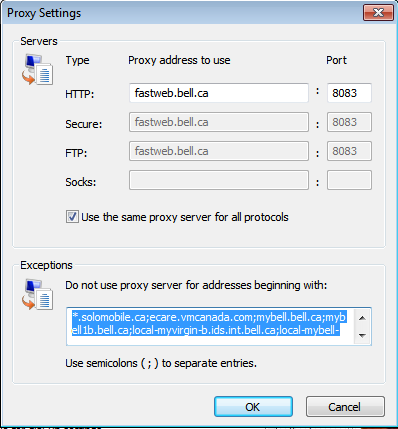 Proxy Settings
Servers
Type Proxy address to use Port
HTTP: fastweb.bell.ca : 8083
Secure: fastweb.bell.ca : 8083
FTP: fastweb.bell.ca : 8083
Socks: :
Use the same proxy server for all protocols
Exceptions
Do not use proxy server for addresses beginning with:
*.solomobile.ca;ecare.vmcanada.com;mybell.bell.ca;myb
ell1b.bell.ca;local-myvirgin-b.ids.int.bell.ca;local-mybell-
Use semicolons ( ; ) to separate entries.
OK Cancel